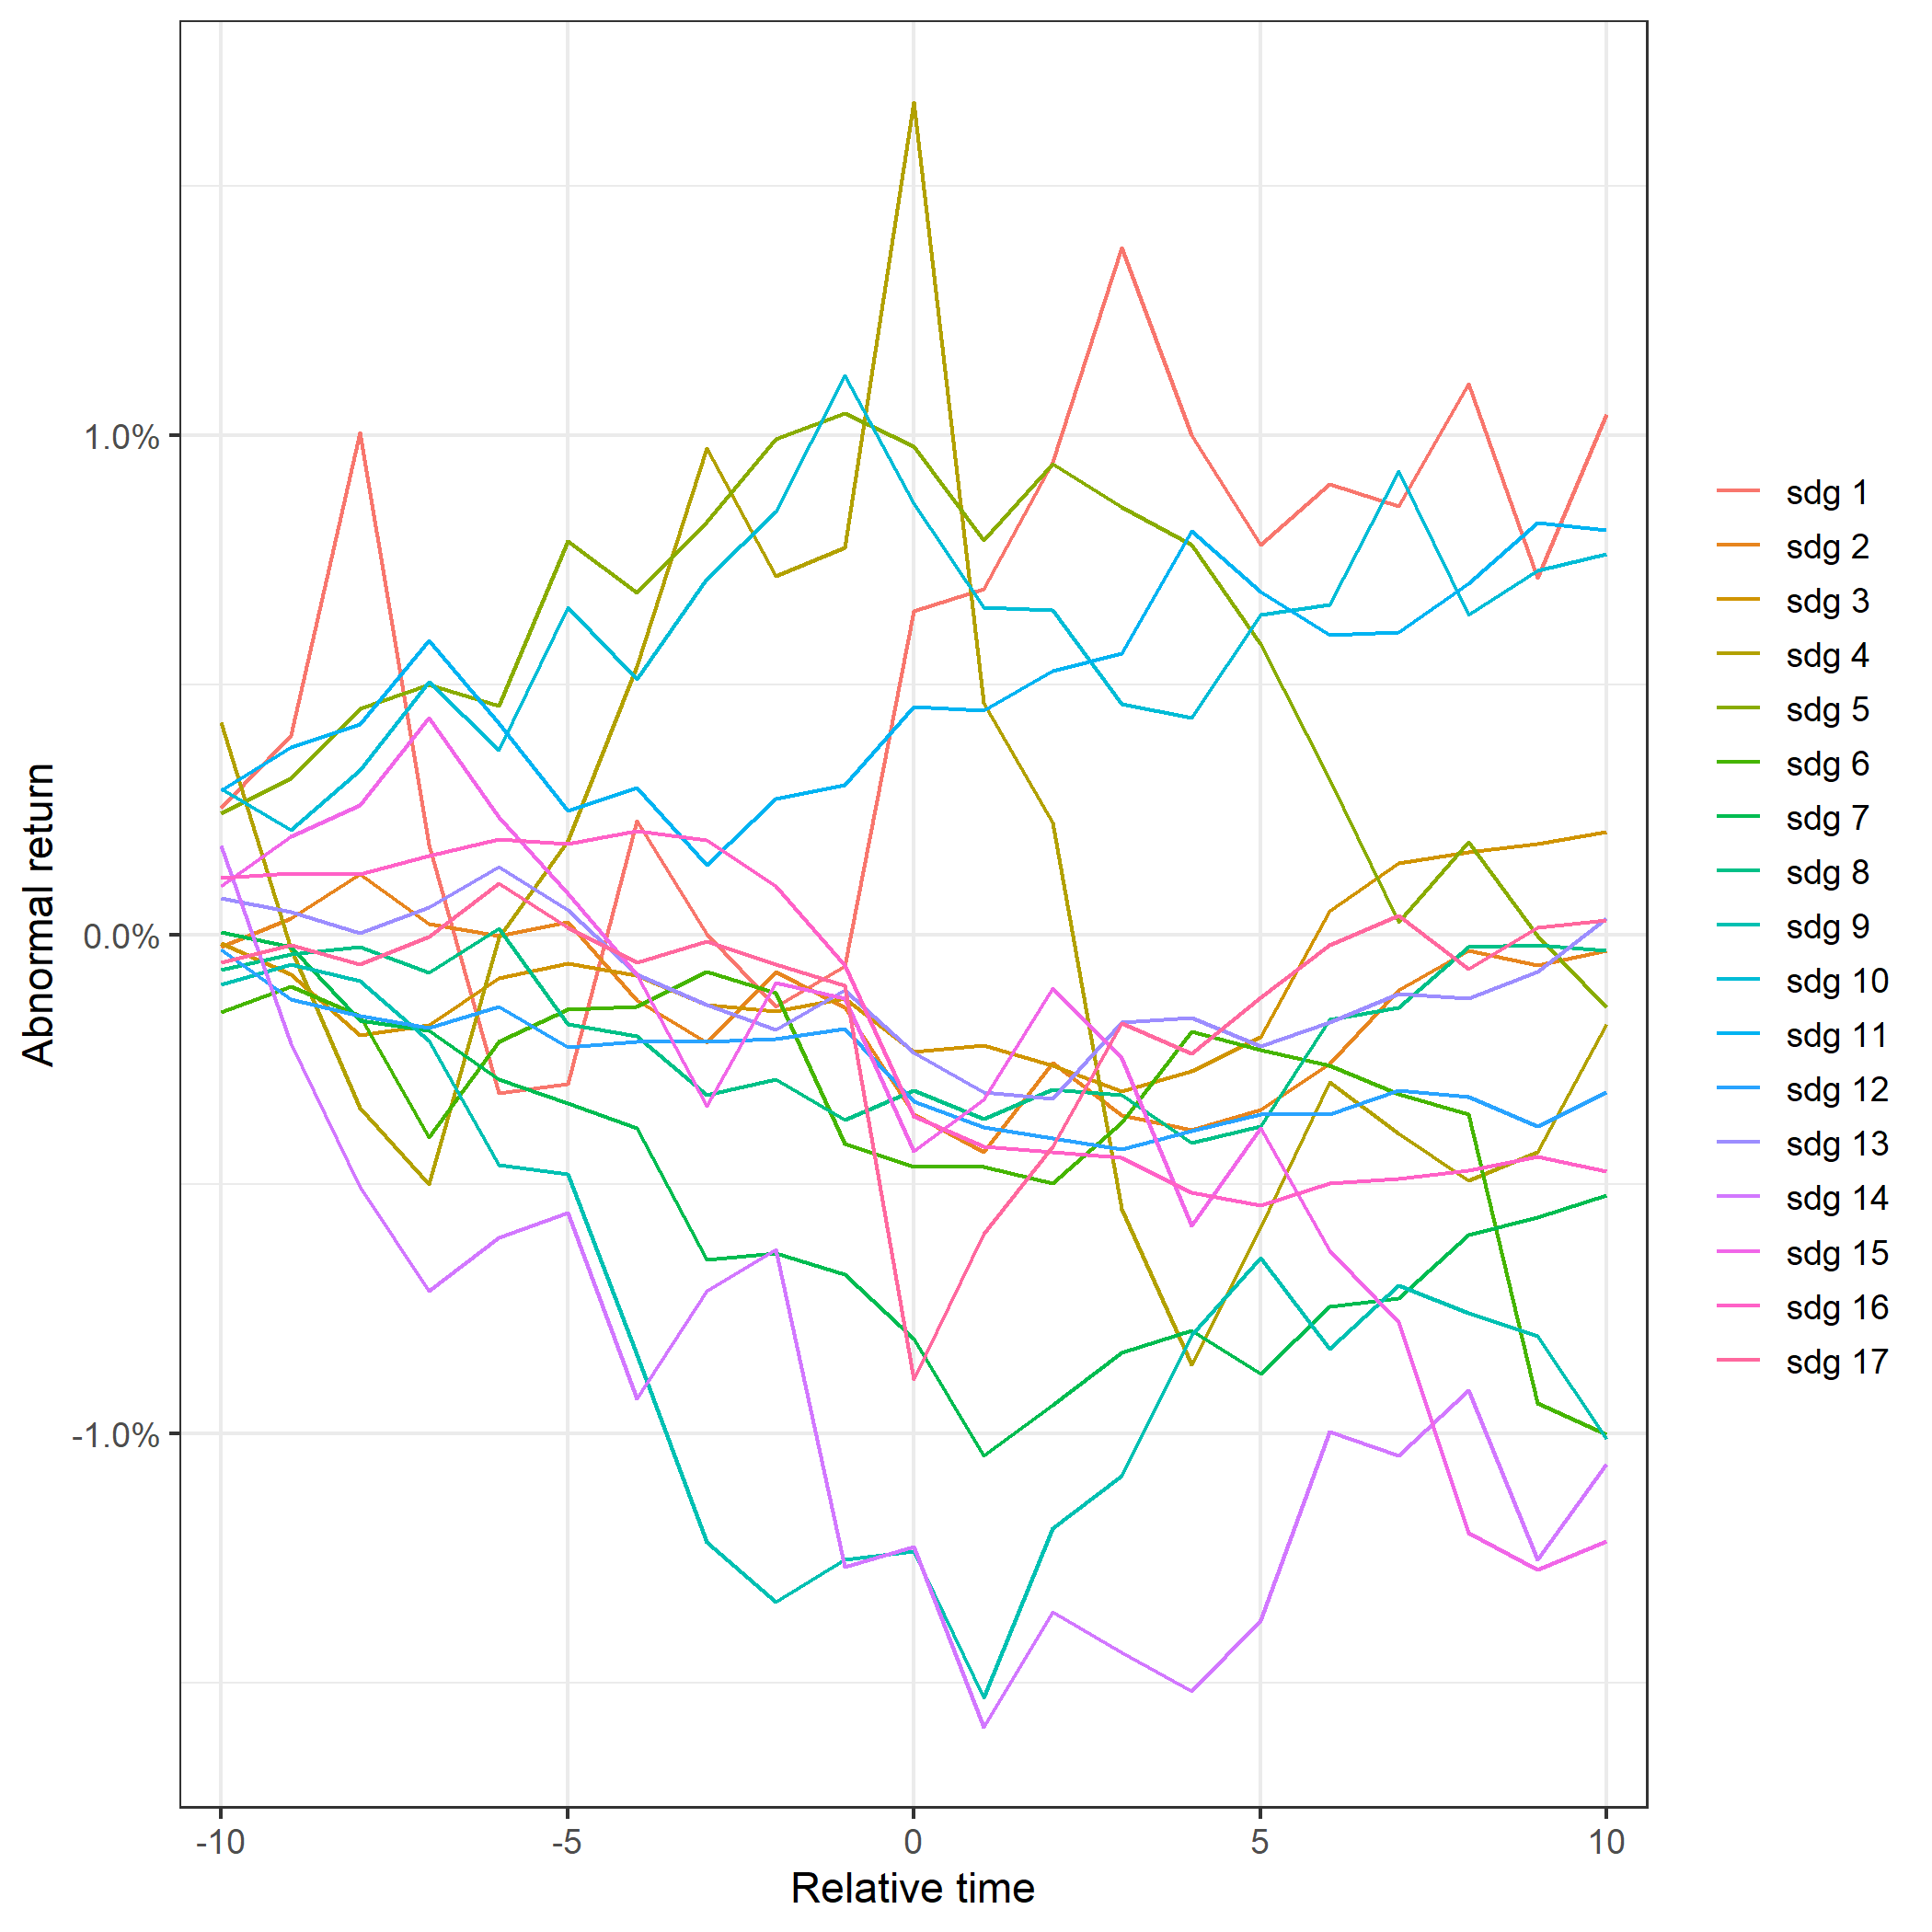 Abnormal return
1.0%
0.0%
-1.0%
-10
-5
0
5
10
Relative time
sdg 1
sdg 2
sdg 3
sdg 4
sdg 5
sdg 6
sdg 7
sdg 8
sdg 9
sdg 10
sdg 11
sdg 12
sdg 13
sdg 14
sdg 15
sdg 16
sdg 17